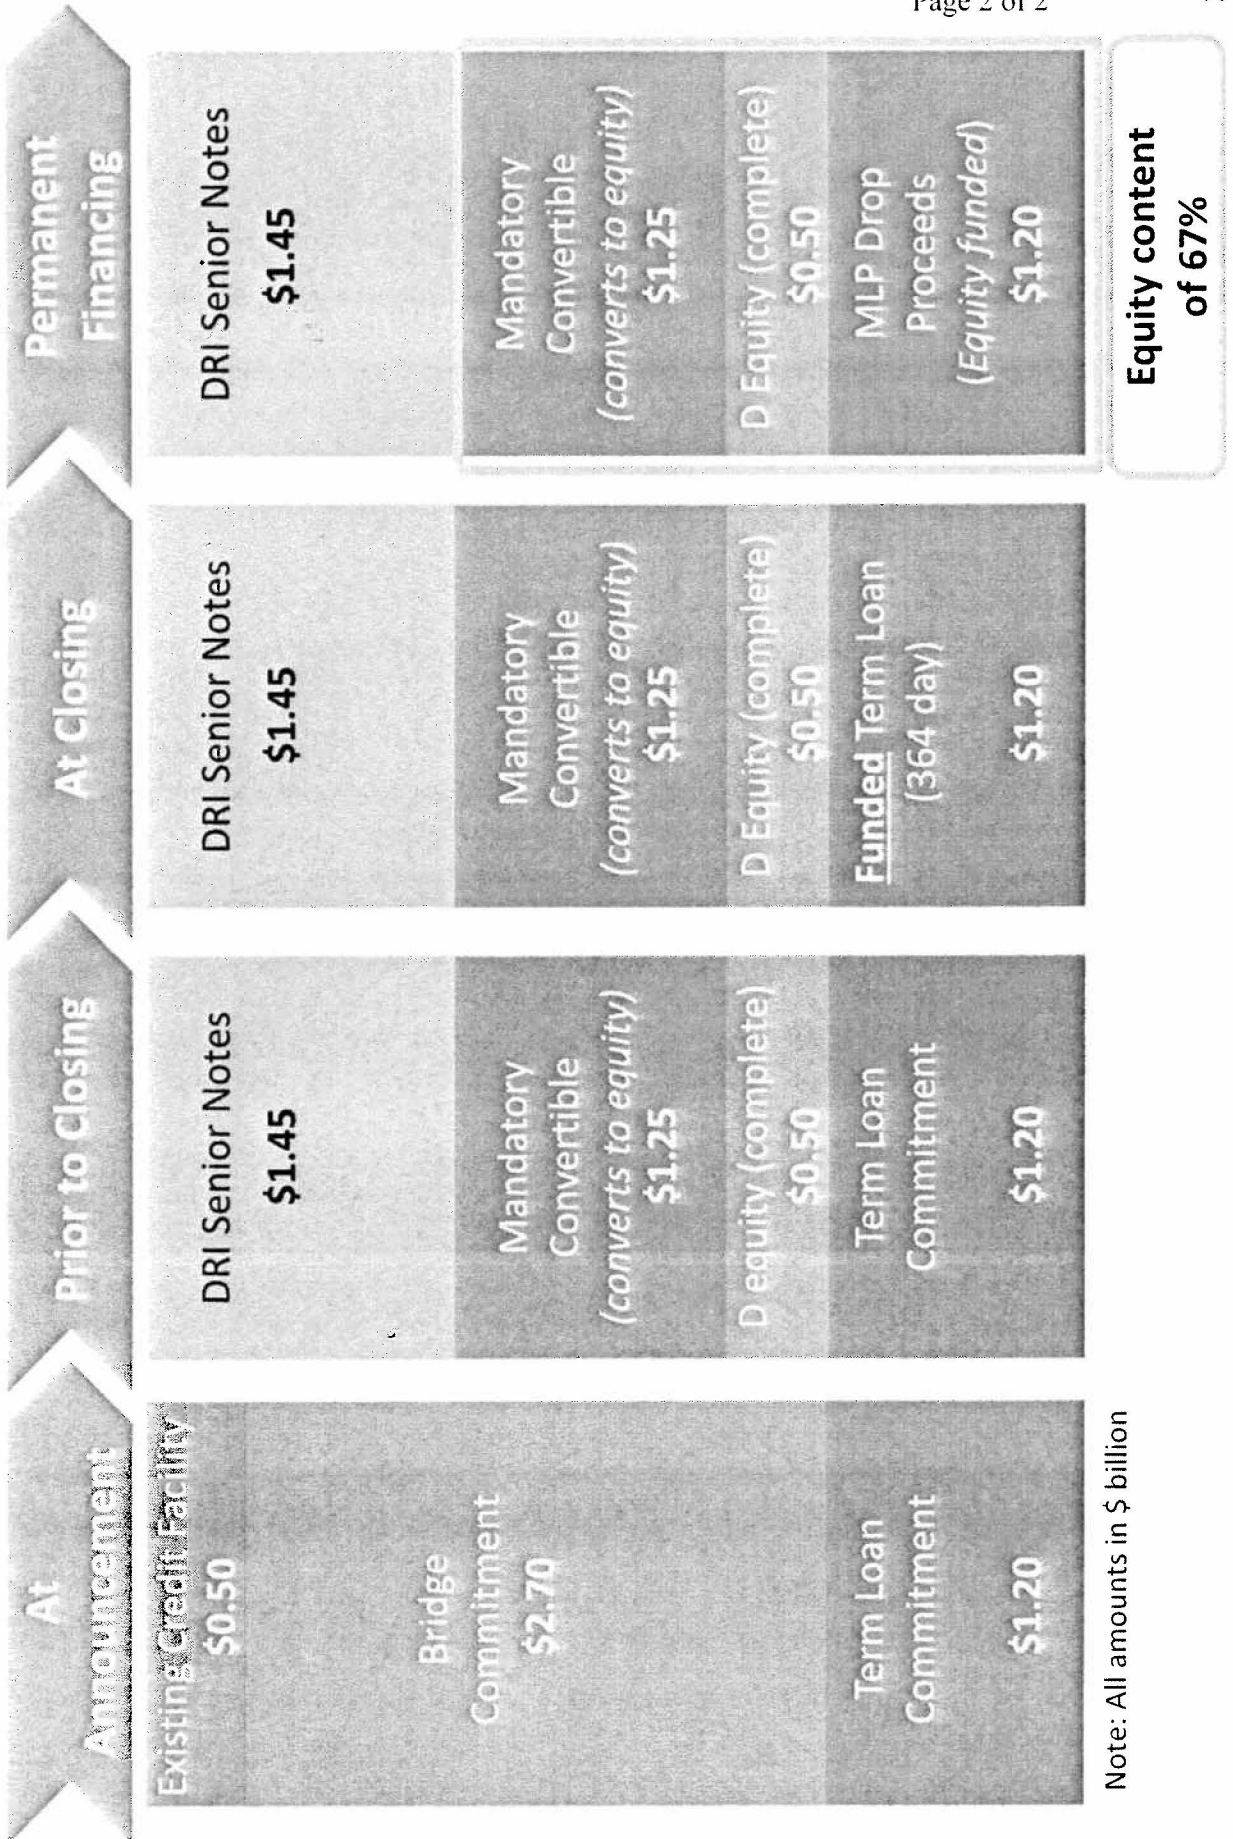 Page 2 of 2
At
Announcement
Existing Credit Facility
$0.50
Bridge
Commitment
$2.70
Term Loan
Commitment
$1.20
Prior to Closing
DRI Senior Notes
$1.45
Mandatory
Convertible
(converts to equity)
$1.25
D equity (complete)
$0.50
Term Loan
Commitment
$1.20
At Closing
DRI Senior Notes
$1.45
Mandatory
Convertible
(converts to equity)
$1.25
D Equity (complete)
$0.50
Funded Term Loan
(364 day)
$1.20
Permanent
Financing
DRI Senior Notes
$1.45
Mandatory
Convertible
(converts to equity)
$1.25
D Equity (complete)
$0.50
MLP Drop
Proceeds
(Equity funded)
$1.20
Equity content
of 67%
Note: All amounts in $ billion